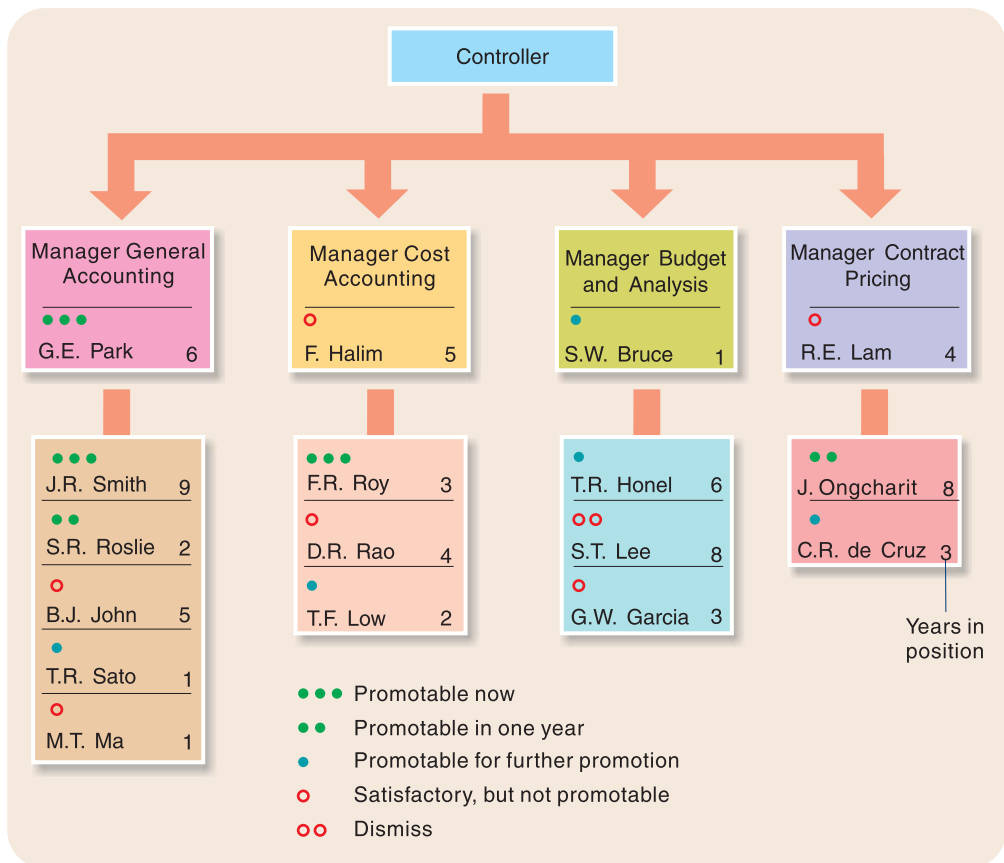 Controller
Manager General
Accounting
G.E. Park 6
Manager Cost
Accounting
F. Halim 5
Manager Budget
and Analysis
S.W. Bruce 1
Manager Contract
Pricing
R.E. Lam 4
J.R. Smith 9
S.R. Roslie 2
B.J. John 5
T.R. Sato 1
M.T. Ma 1
F.R. Roy 3
D.R. Rao 4
T.F. Low 2
T.R. Honel 6
S.T. Lee 8
G.W. Garcia 3
J. Ongcharit 8
C.R. de Cruz 3
Years in
position
Promotable now
Promotable in one year
Promotable for further promotion
Satisfactory, but not promotable
Dismiss